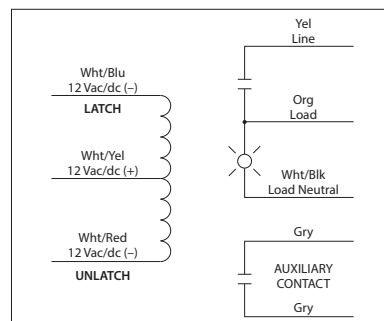 Wht/Blu
12 Vac/dc (–)
LATCH
Wht/Yel
12 Vac/dc (+)
Wht/Red
12 Vac/dc (–)
UNLATCH
Yel
Line
Org
Load
Wht/Blk
Load Neutral
Gry
AUXILIARY
CONTACT
Gry